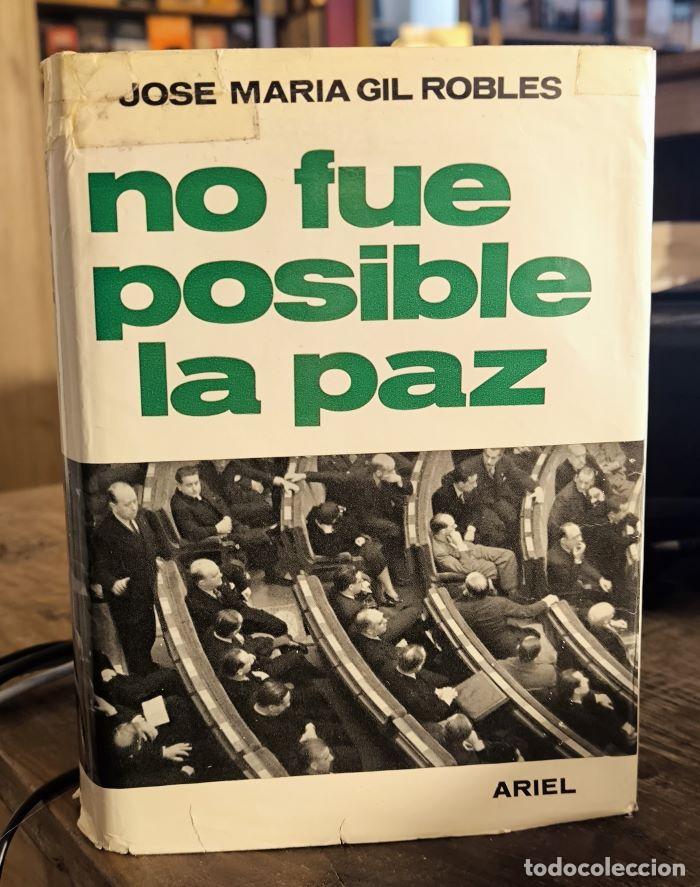 JOSE MARIA GIL ROBLES
no fue
posible
la paz
ARIEL
todocoleccion